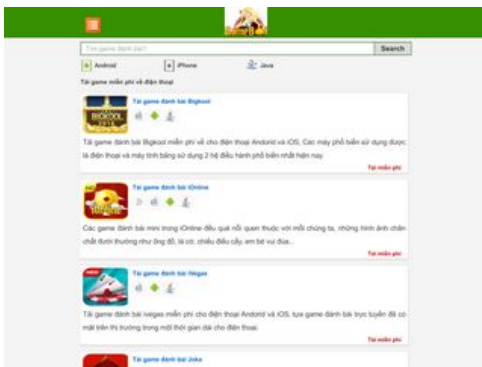 Tìm game đánh bài?
Search
Android
iPhone
Java
Tải game miễn phí về điện thoại
BIGKOOL
Tải game đánh bài Bigkool
Tải game đánh bài Bigkool miễn phí về cho điện thoại Andorid và iOS, Các máy phổ biến sử dụng được
là điện thoại và máy tính bảng sử dụng 2 hệ điều hành phổ biến nhất hiện nay.
Tải miễn phí
HD
Tải game đánh bài iOnline
Các game đánh bài mini trong iOnline đều quá nổi quen thuộc với mỗi chúng ta, những hình ảnh chân
chất đười thường như ông đồ, lá cờ, chiếu điếu cầy, em bé vui đùa...
Tải miễn phí
Tải game đánh bài iVegas
Tải game đánh bài ivegas miễn phí cho điện thoại Andorid và iOS, tựa game đánh bài trực tuyến đã có
mặt trên thị trường trong một thời gian dài cho điện thoại.
Tải miễn phí
Tải game đánh bài Joka